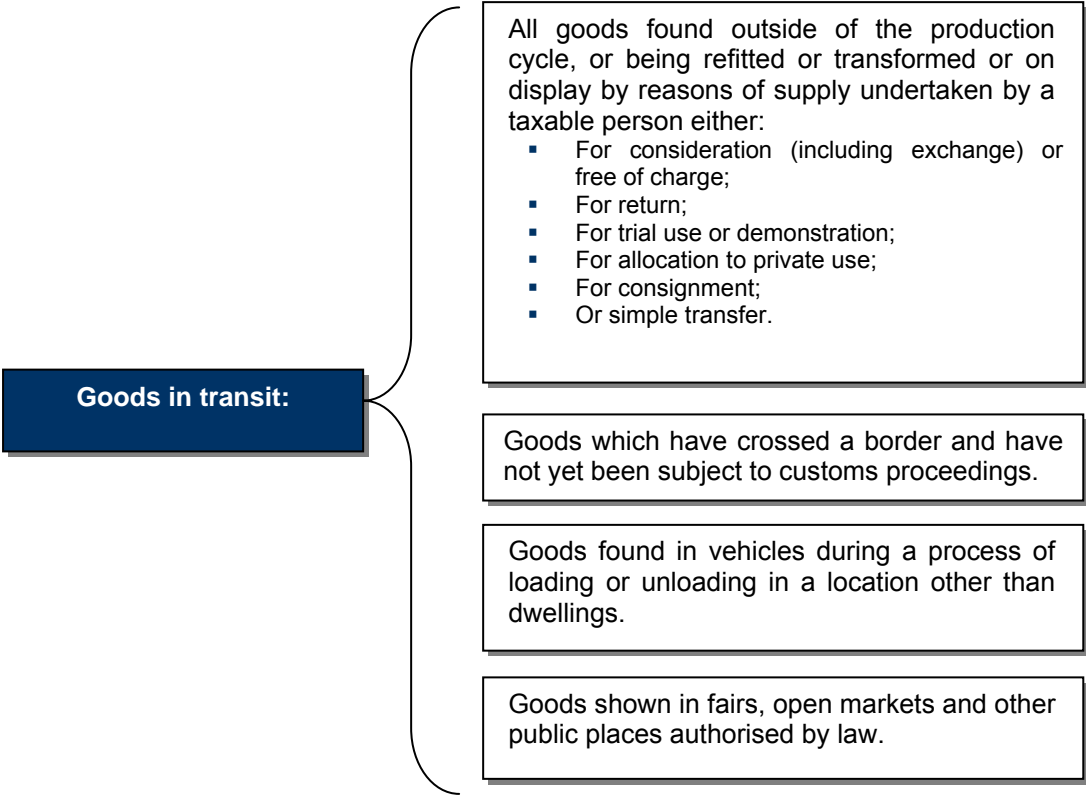 All goods found outside of the production
cycle, or being refitted or transformed or on
display by reasons of supply undertaken by a
taxable person either:
▪ For consideration (including exchange) or
free of charge;
▪ For return;
▪ For trial use or demonstration;
▪ For allocation to private use;
▪ For consignment;
▪ Or simple transfer.
Goods in transit:
Goods which have crossed a border and have
not yet been subject to customs proceedings.
Goods found in vehicles during a process of
loading or unloading in a location other than
dwellings.
Goods shown in fairs, open markets and other
public places authorised by law.